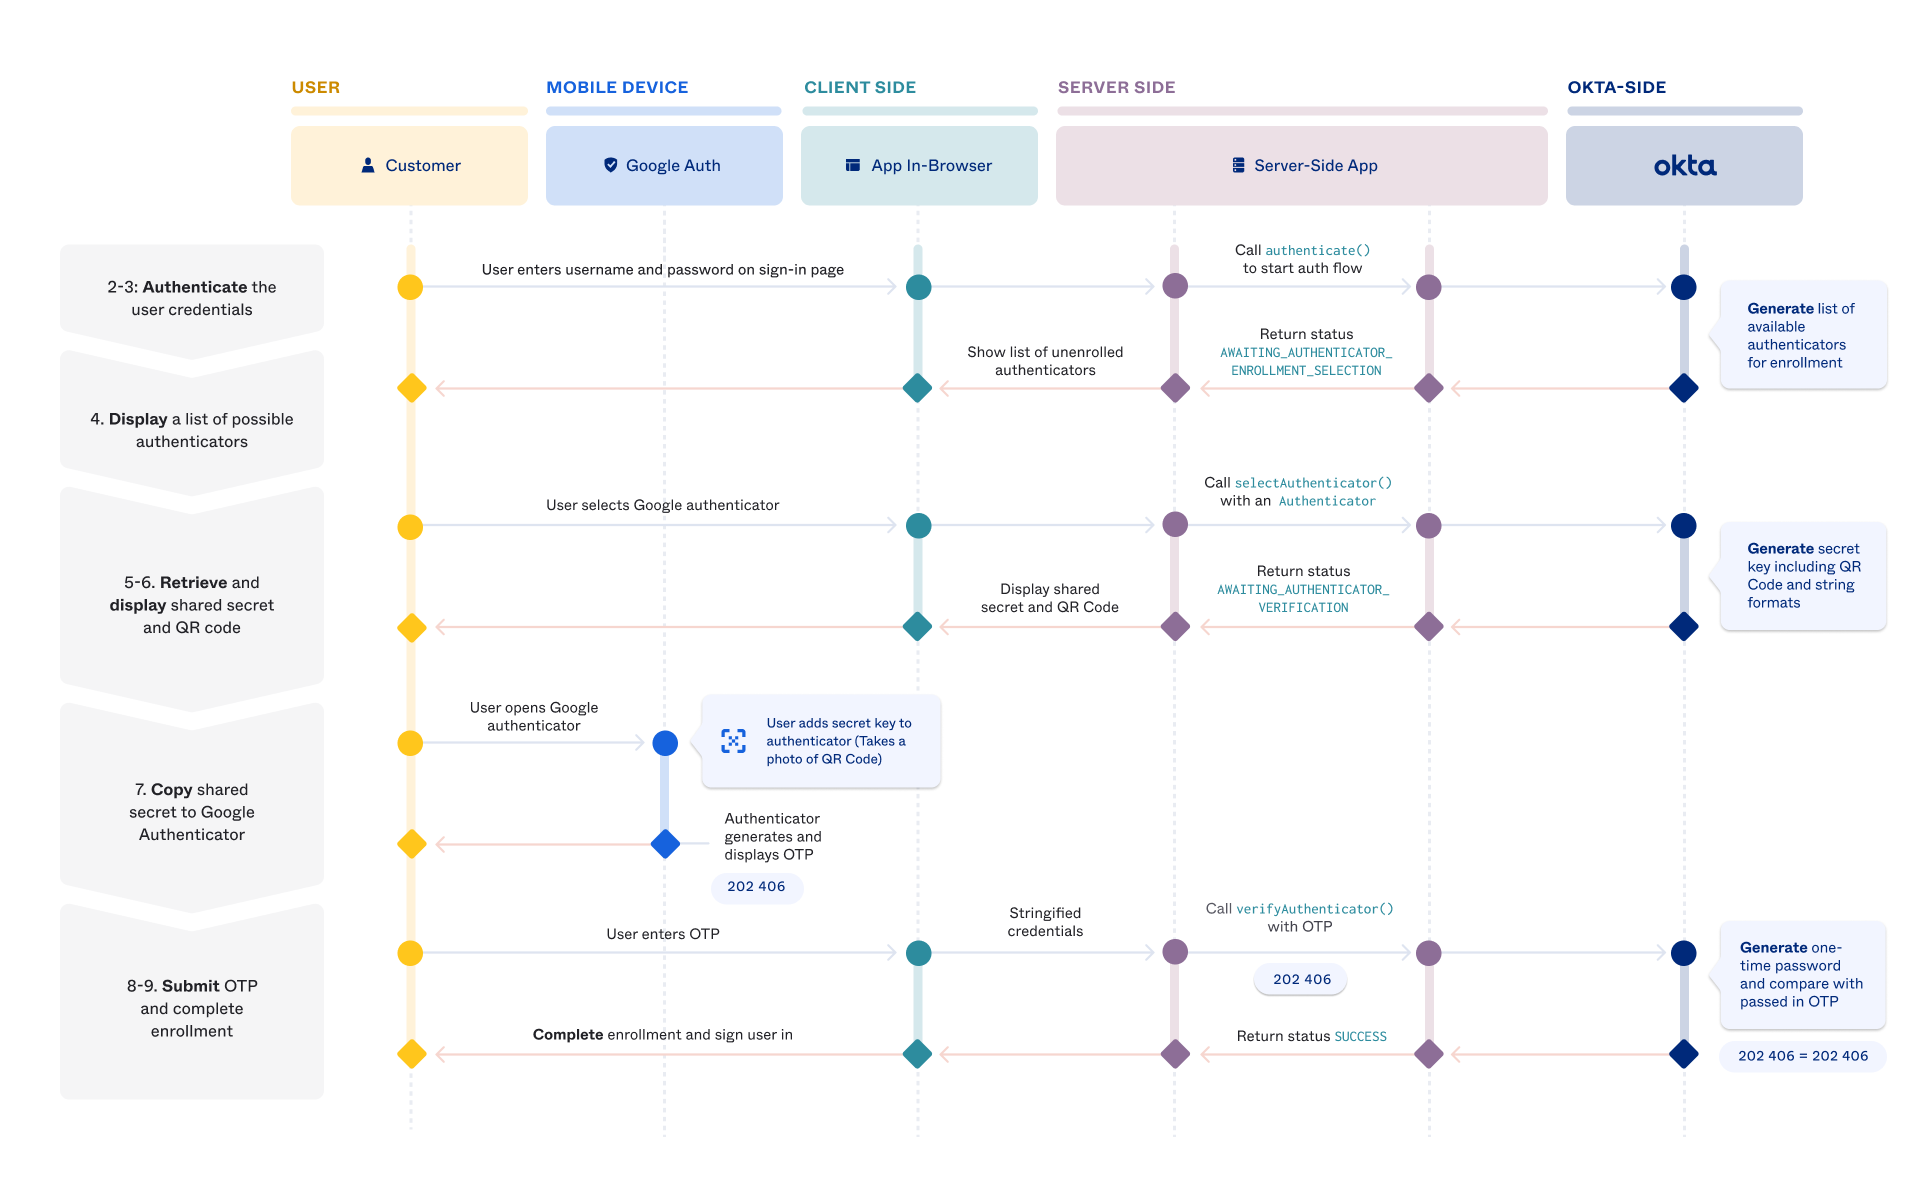 USER
MOBILE DEVICE
CLIENT SIDE
SERVER SIDE
OKTA-SIDE
Customer
Google Auth
App In-Browser
Server-Side App
okta
2-3: Authenticate the
user credentials
User enters username and password on sign-in page
Call authenticate()
to start auth flow
Generate list of
available
authenticators
for enrollment
Show list of unenrolled
authenticators
Return status
AWAITING_AUTHENTICATOR_
ENROLLMENT_SELECTION
4. Display a list of possible
authenticators
User selects Google authenticator
Call selectAuthenticator()
with an Authenticator
Generate secret
key including QR
Code and string
formats
5-6. Retrieve and
display shared secret
and QR code
Display shared
secret and QR Code
Return status
AWAITING_AUTHENTICATOR_
VERIFICATION
User opens Google
authenticator
User adds secret key to
authenticator (Takes a
photo of QR Code)
7. Copy shared
secret to Google
Authenticator
Authenticator
generates and
displays OTP
202 406
User enters OTP
Stringified
credentials
Call verifyAuthenticator()
with OTP
202 406
Generate one-
time password
and compare with
passed in OTP
8-9. Submit OTP
and complete
enrollment
Complete enrollment and sign user in
Return status SUCCESS
202 406 = 202 406